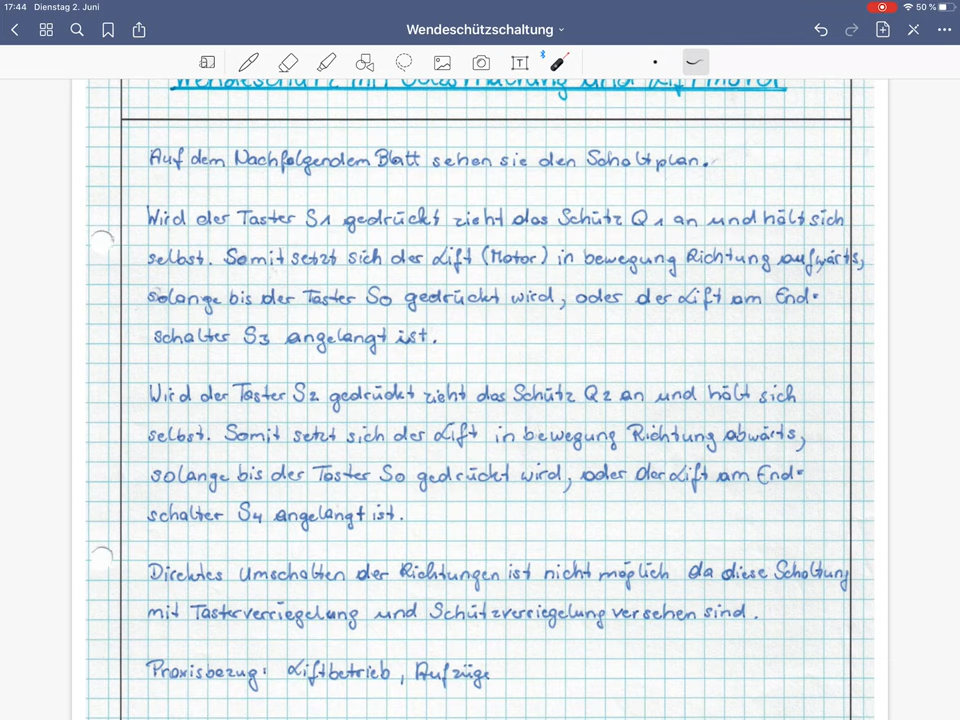 17:44 Dienstag 2. Juni
50 %
Wendeschützschaltung
Wendeschütz mit und Liftmotor
Auf dem Nachfolgendem Blatt sehen sie den Schaltplan.
Wird der Taster S1 gedrückt zieht das Schütz Q1 an und hält sich
selbst. Somit setzt sich der Lift (Motor) in bewegung Richtung aufwärts,
solange bis der Taster S0 gedrückt wird, oder der Lift am End-
schalter S3 angelangt ist.
Wird der Taster S2 gedrückt zieht das Schütz Q2 an und hält sich
selbst. Somit setzt sich der Lift in bewegung Richtung abwärts,
solange bis der Taster S0 gedrückt wird, oder der Lift am End-
schalter S4 angelangt ist.
Direktes Umschalten der Richtungen ist nicht möglich da diese Schaltung
mit Tasterverriegelung und Schützverriegelung versehen sind.
Praxisbezug: Liftbetrieb, Aufzüge